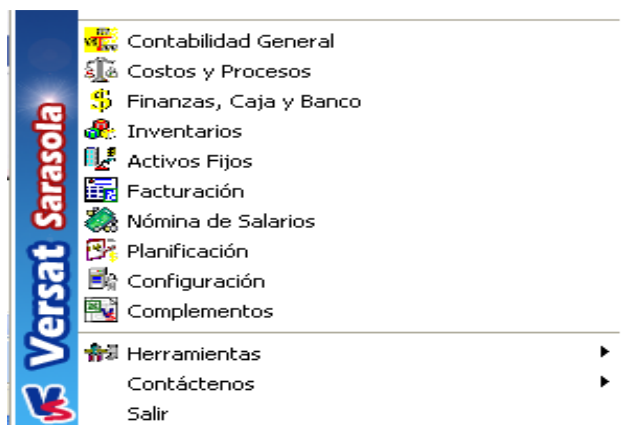 Contabilidad General
Costos y Procesos
Finanzas, Caja y Banco
Inventarios
Activos Fijos
Facturación
Nómina de Salarios
Planificación
Configuración
Complementos
Herramientas
Contáctenos
Salir
Versat Sarasola
VS